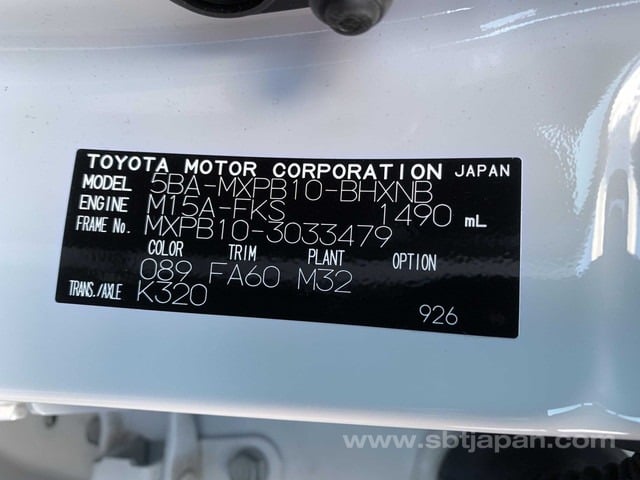 TOYOTA MOTOR CORPORATION JAPAN
MODEL 5BA-MXPB10-BHXNB
ENGINE M15A-FKS 1490 mL
FRAME No. MXPB10-3033479
COLOR TRIM PLANT OPTION
089 FA60 M32
TRANS./AXLE K320
926
www.sbtjapan.com